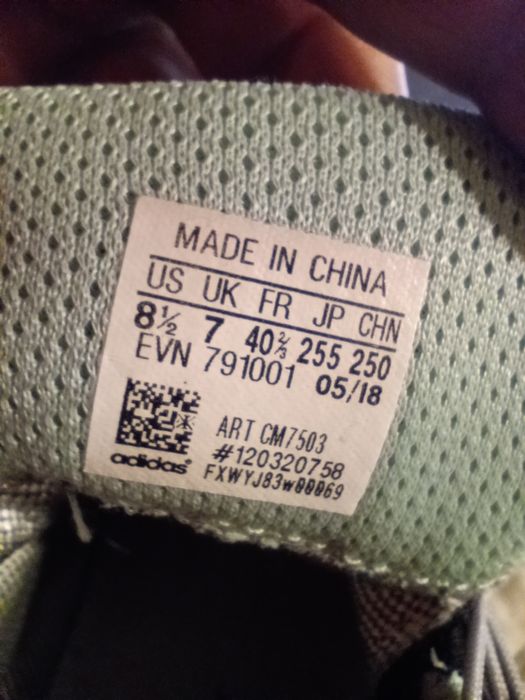 MADE IN CHINA
US UK FR JP CHN
8½ 7 40⅔ 255 250
EVN 791001 05/18
ART CM7503
#120320758
adidas FXWYJ83w00069